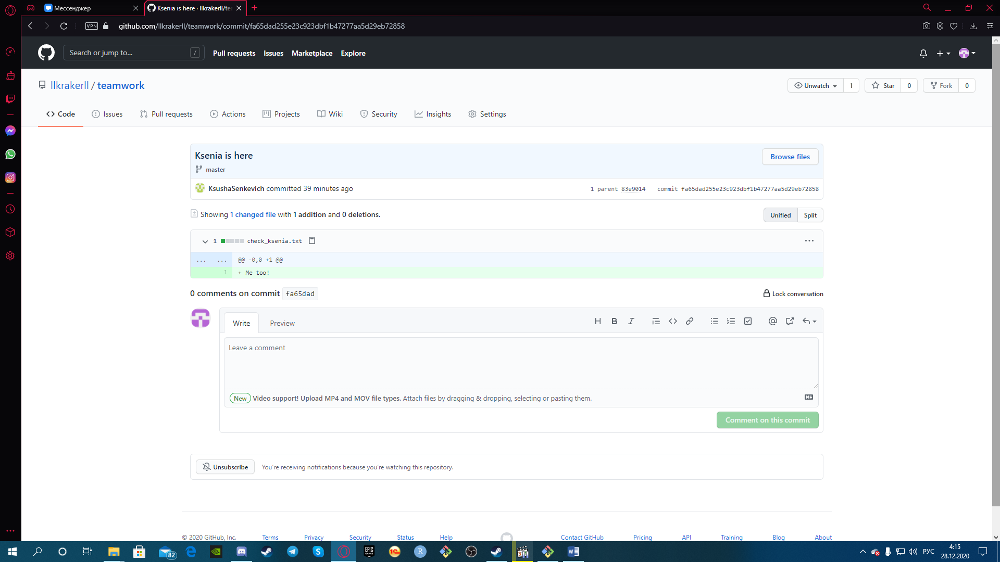 Мессенджер
Ksenia is here · llkrakerll/te
VPN
github.com/llkrakerll/teamwork/commit/fa65dad255e23c923dbf1b47277aa5d29eb72858
Search or jump to... /
Pull requests Issues Marketplace Explore
llkrakerll / teamwork
Unwatch 1 Star 0 Fork 0
Code Issues Pull requests Actions Projects Wiki Security Insights Settings
Ksenia is here
Browse files
master
KsushaSenkevich committed 39 minutes ago
1 parent 83e9014 commit fa65dad255e23c923dbf1b47277aa5d29eb72858
Showing 1 changed file with 1 addition and 0 deletions.
Unified Split
1 check_ksenia.txt
... ... @@ -0,0 +1 @@
1 + Me too!
0 comments on commit fa65dad
Lock conversation
Write Preview
Leave a comment
New Video support! Upload MP4 and MOV file types. Attach files by dragging & dropping, selecting or pasting them.
Comment on this commit
Unsubscribe You're receiving notifications because you're watching this repository.
© 2020 GitHub, Inc. Terms Privacy Security Status Help Contact GitHub Pricing API Training Blog About
82
EPIC GAMES
1C
R
РУС
4:15
28.12.2020